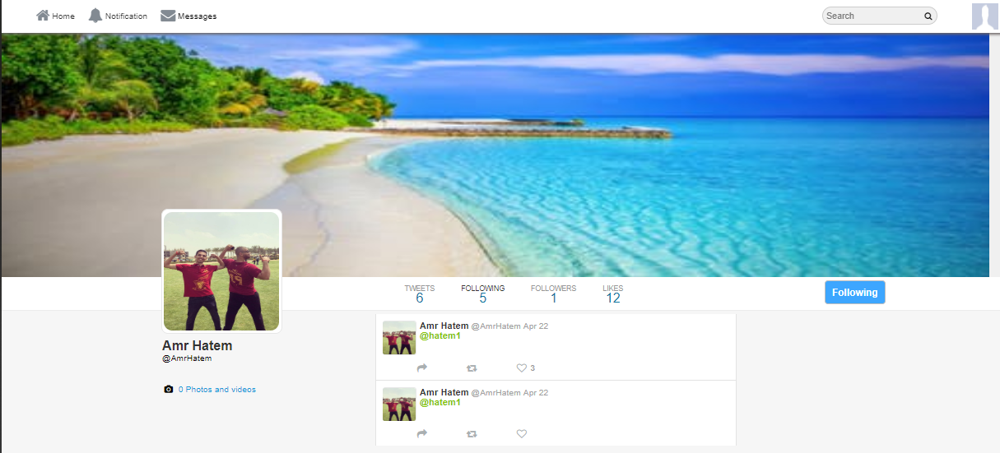 Home Notification Messages Search
TWEETS FOLLOWING FOLLOWERS LIKES
6 5 1 12
Following
Amr Hatem
@AmrHatem
0 Photos and videos
Amr Hatem @AmrHatem Apr 22
@hatem1
3
Amr Hatem @AmrHatem Apr 22
@hatem1